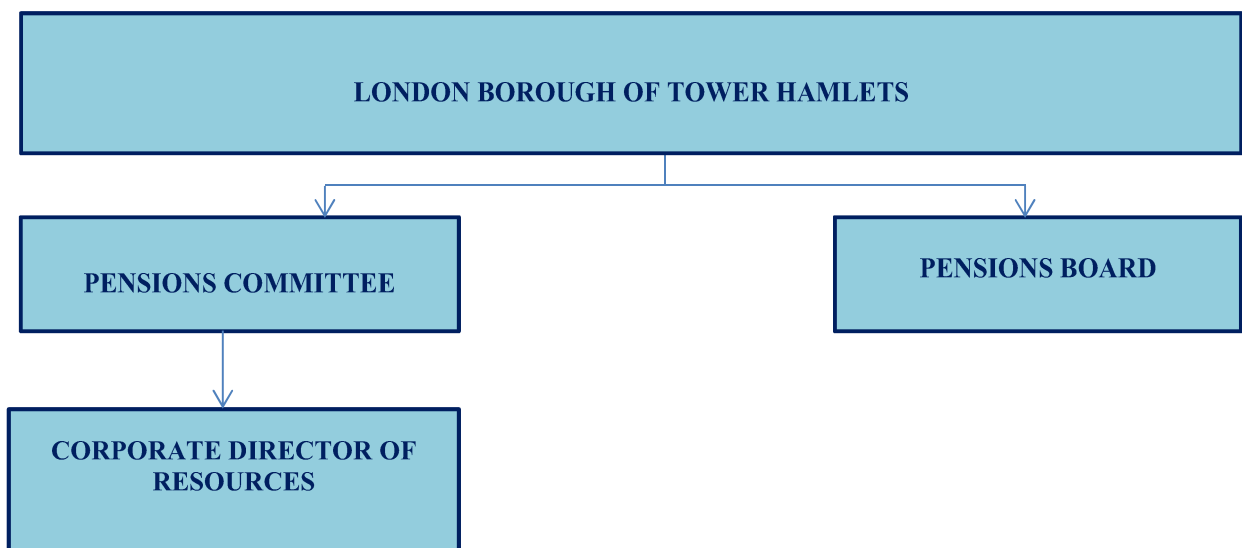 LONDON BOROUGH OF TOWER HAMLETS
PENSIONS COMMITTEE
PENSIONS BOARD
CORPORATE DIRECTOR OF
RESOURCES